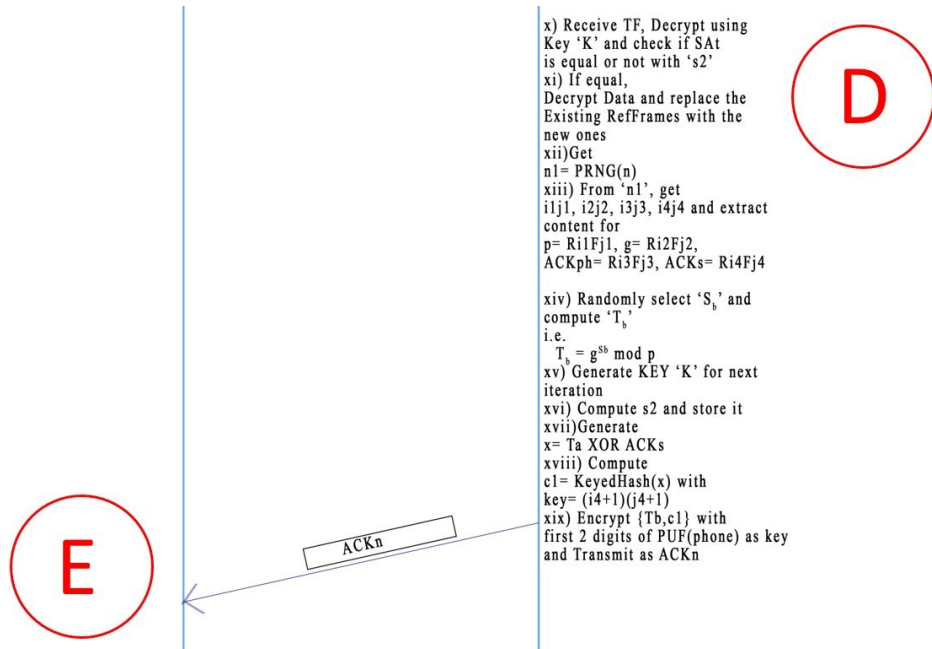 x) Receive TF, Decrypt using
Key ‘K’ and check if SAt
is equal or not with ‘s2’
xi) If equal,
Decrypt Data and replace the
Existing RefFrames with the
new ones
xii)Get
n1= PRNG(n)
xiii) From ‘n1’, get
i1j1, i2j2, i3j3, i4j4 and extract
content for
p= Ri1Fj1, g= Ri2Fj2,
ACKph= Ri3Fj3, ACKs= Ri4Fj4
xiv) Randomly select ‘S_b’ and
compute ‘T_b’
i.e.
T_b = g^Sb mod p
xv) Generate KEY ‘K’ for next
iteration
xvi) Compute s2 and store it
xvii)Generate
x= Ta XOR ACKs
xviii) Compute
c1= KeyedHash(x) with
key= (i4+1)(j4+1)
xix) Encrypt {Tb,c1} with
first 2 digits of PUF(phone) as key
and Transmit as ACKn
D
ACKn
E